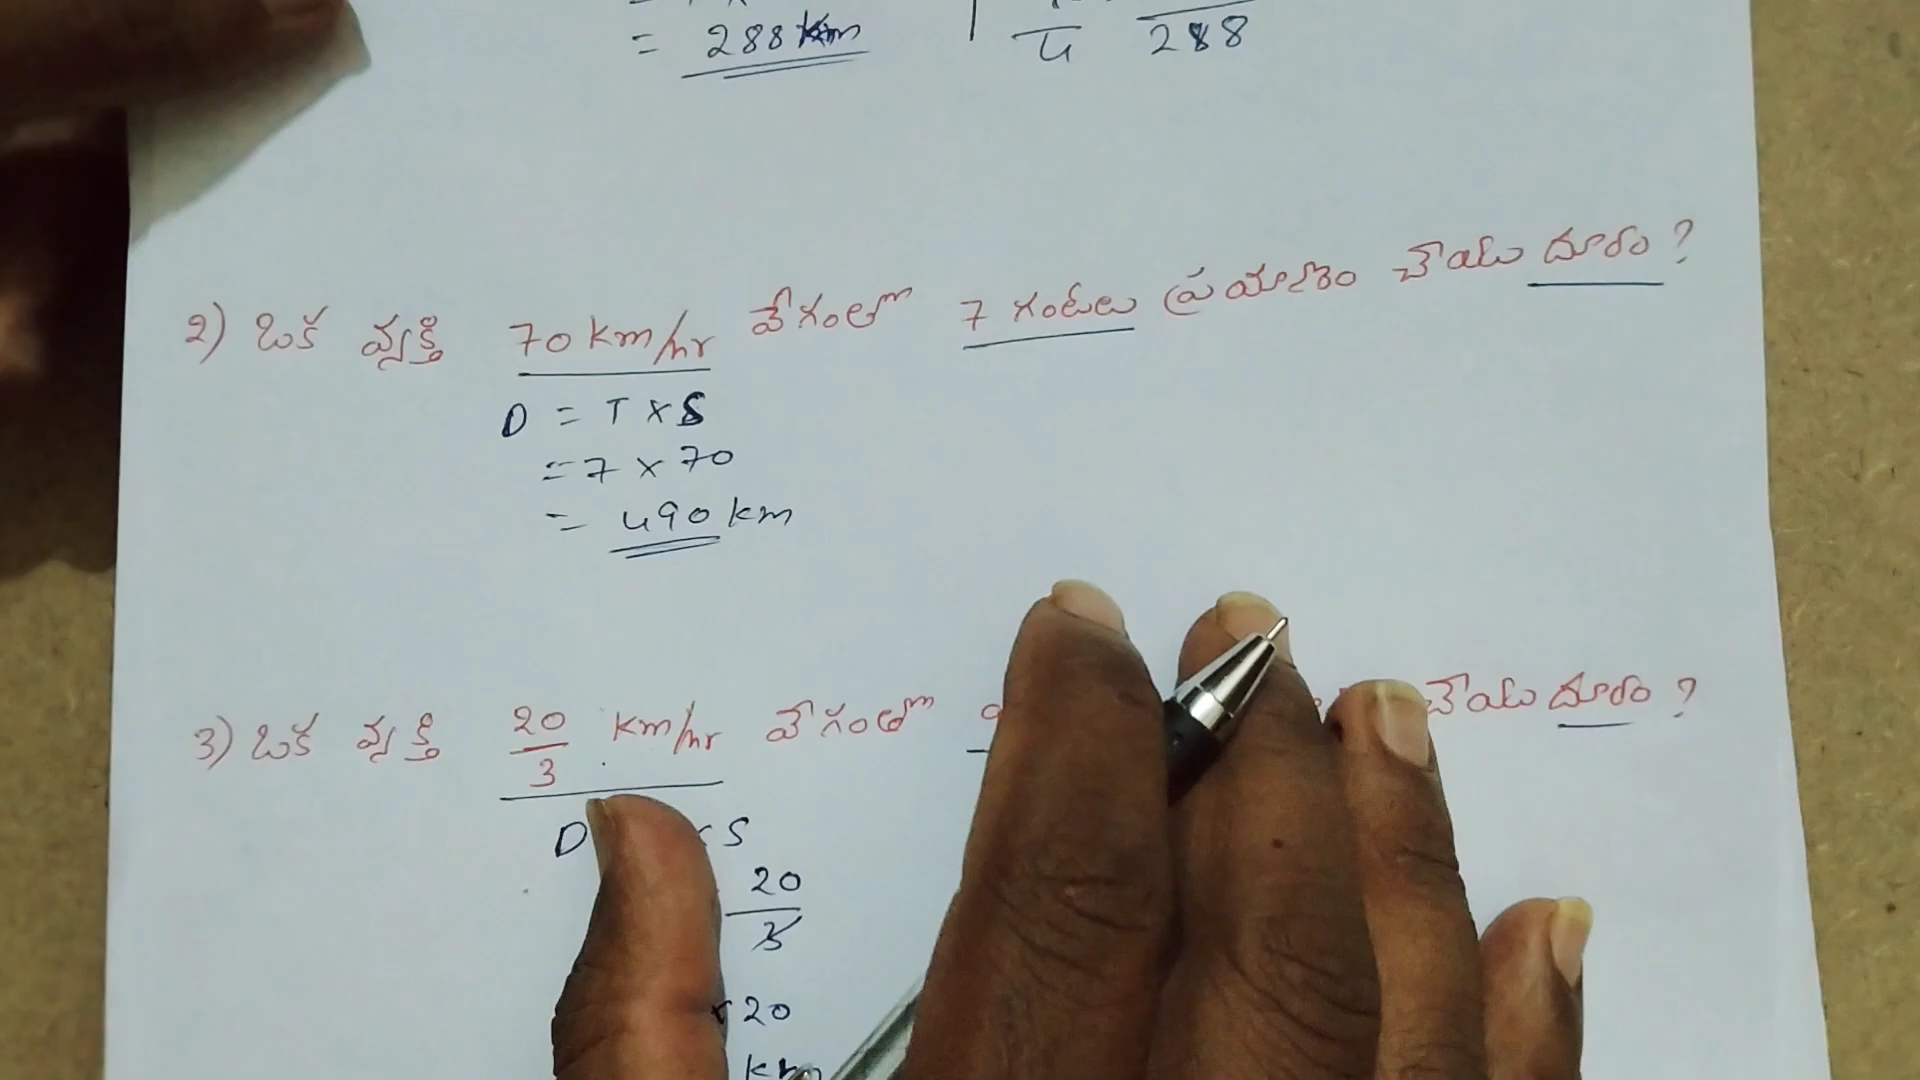 = 288 km
4 288
2) ఒక వ్యక్తి 70 km/hr వేగంతో 7 గంటలు ప్రయాణం చేయు దూరం ?
D = T × S
= 7 × 70
= 490 km
3) ఒక వ్యక్తి 20/3 km/hr వేగంతో చేయు దూరం ?
D × S
20/3
× 20
km